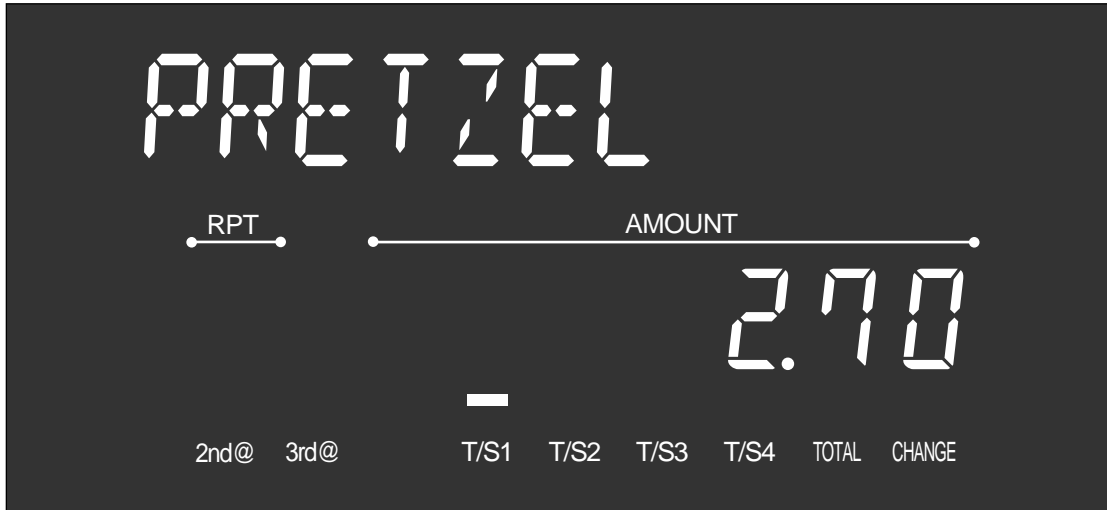 PRETZEL
RPT AMOUNT
2.70
2nd@ 3rd@ T/S1 T/S2 T/S3 T/S4 TOTAL CHANGE